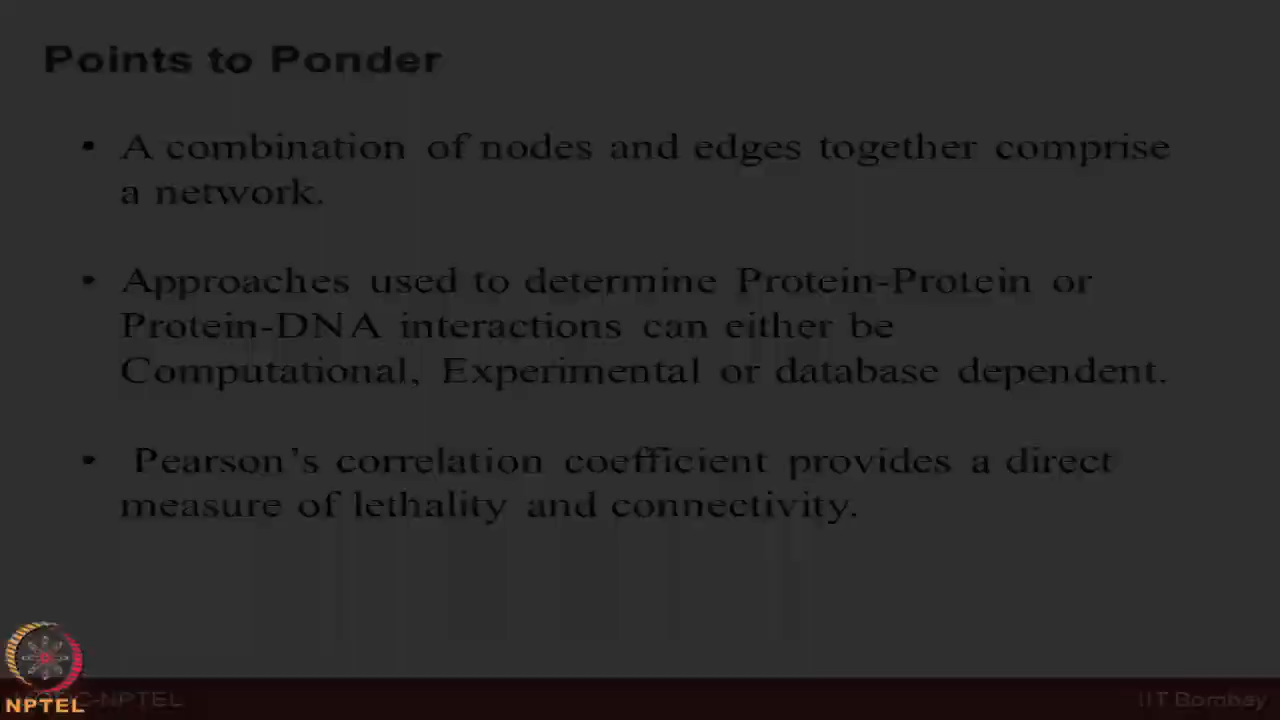 Points to Ponder
• A combination of nodes and edges together comprise
a network.
• Approaches used to determine Protein-Protein or
Protein-DNA interactions can either be
Computational, Experimental or database dependent.
• Pearson’s correlation coefficient provides a direct
measure of lethality and connectivity.
NPTEL
C-NPTEL
IIT Bombay